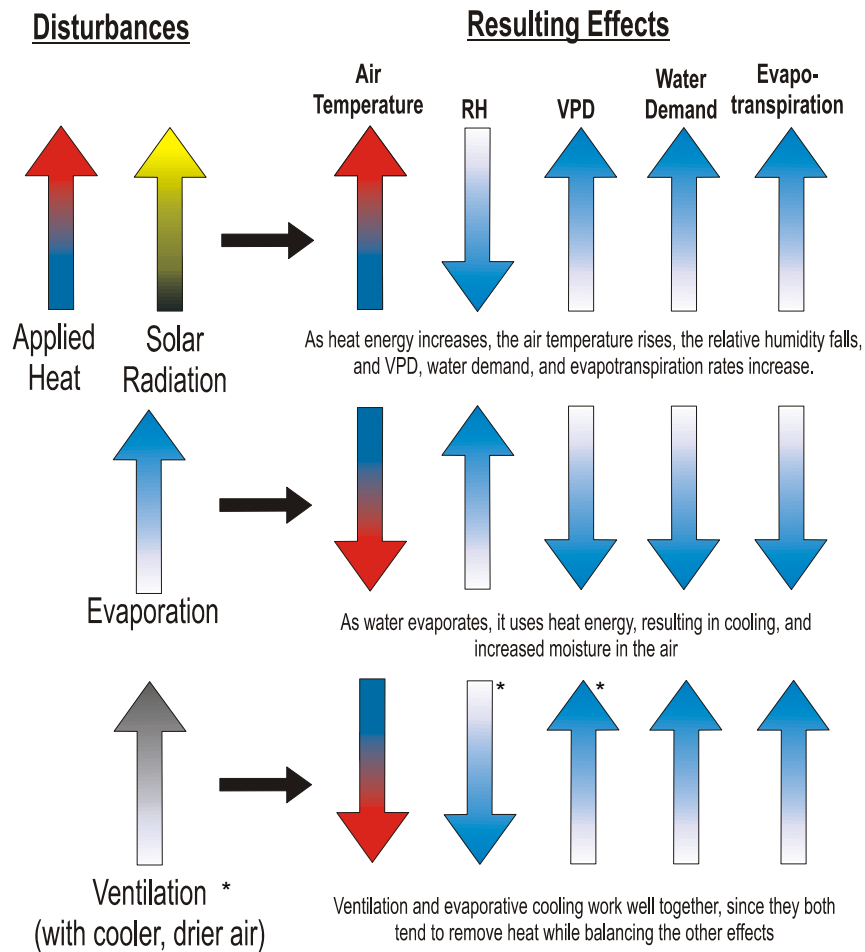 Disturbances
Resulting Effects
Air
Temperature
RH
VPD
Water
Demand
Evapo-
transpiration
Applied
Heat
Solar
Radiation
As heat energy increases, the air temperature rises, the relative humidity falls,
and VPD, water demand, and evapotranspiration rates increase.
Evaporation
As water evaporates, it uses heat energy, resulting in cooling, and
increased moisture in the air
*
*
Ventilation *
(with cooler, drier air)
Ventilation and evaporative cooling work well together, since they both
tend to remove heat while balancing the other effects